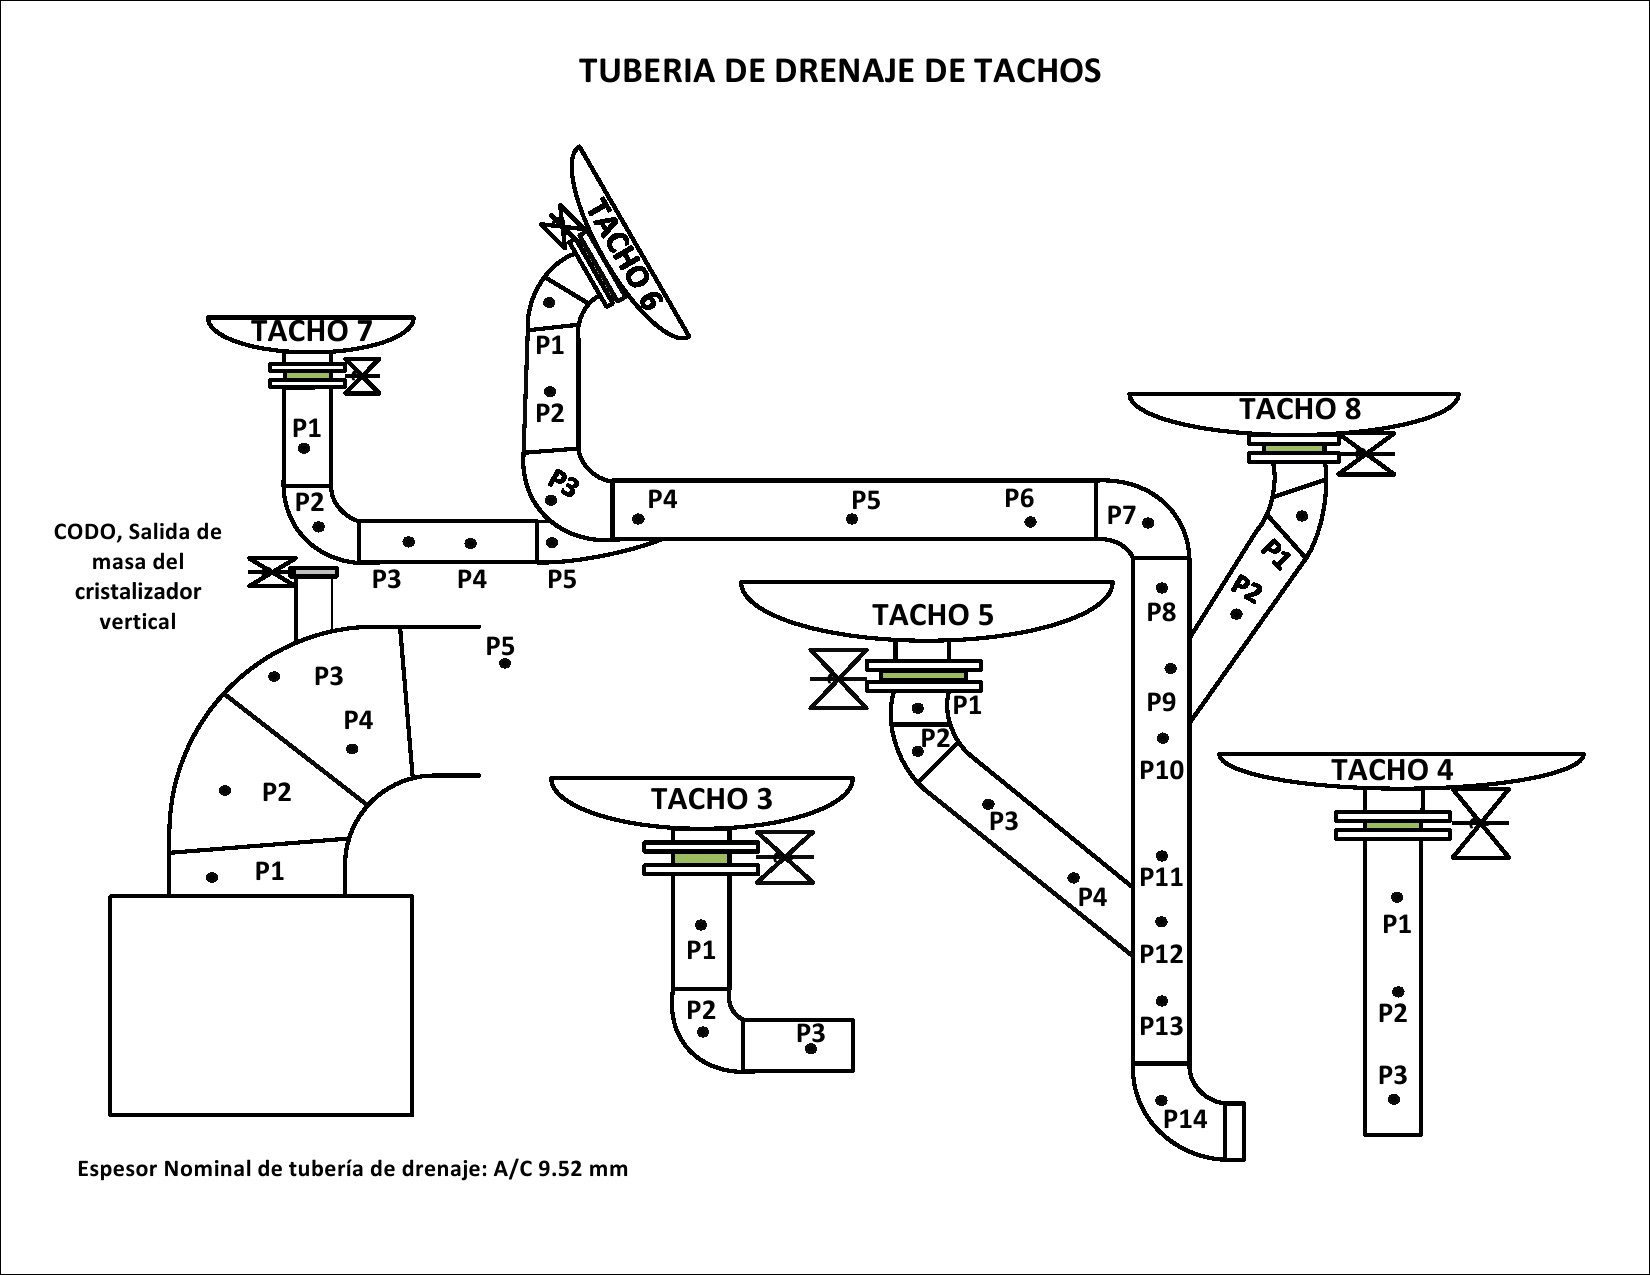 TUBERIA DE DRENAJE DE TACHOS
TACHO 6
P1
P2
P3
P4
P5
P6
P7
P8
P9
P10
P11
P12
P13
P14
TACHO 7
P1
P2
P3
P4
P5
TACHO 8
P1
P2
CODO, Salida de
masa del
cristalizador
vertical
P5
P3
P4
P2
P1
TACHO 5
P1
P2
P3
P4
TACHO 3
P1
P2
P3
TACHO 4
P1
P2
P3
Espesor Nominal de tubería de drenaje: A/C 9.52 mm